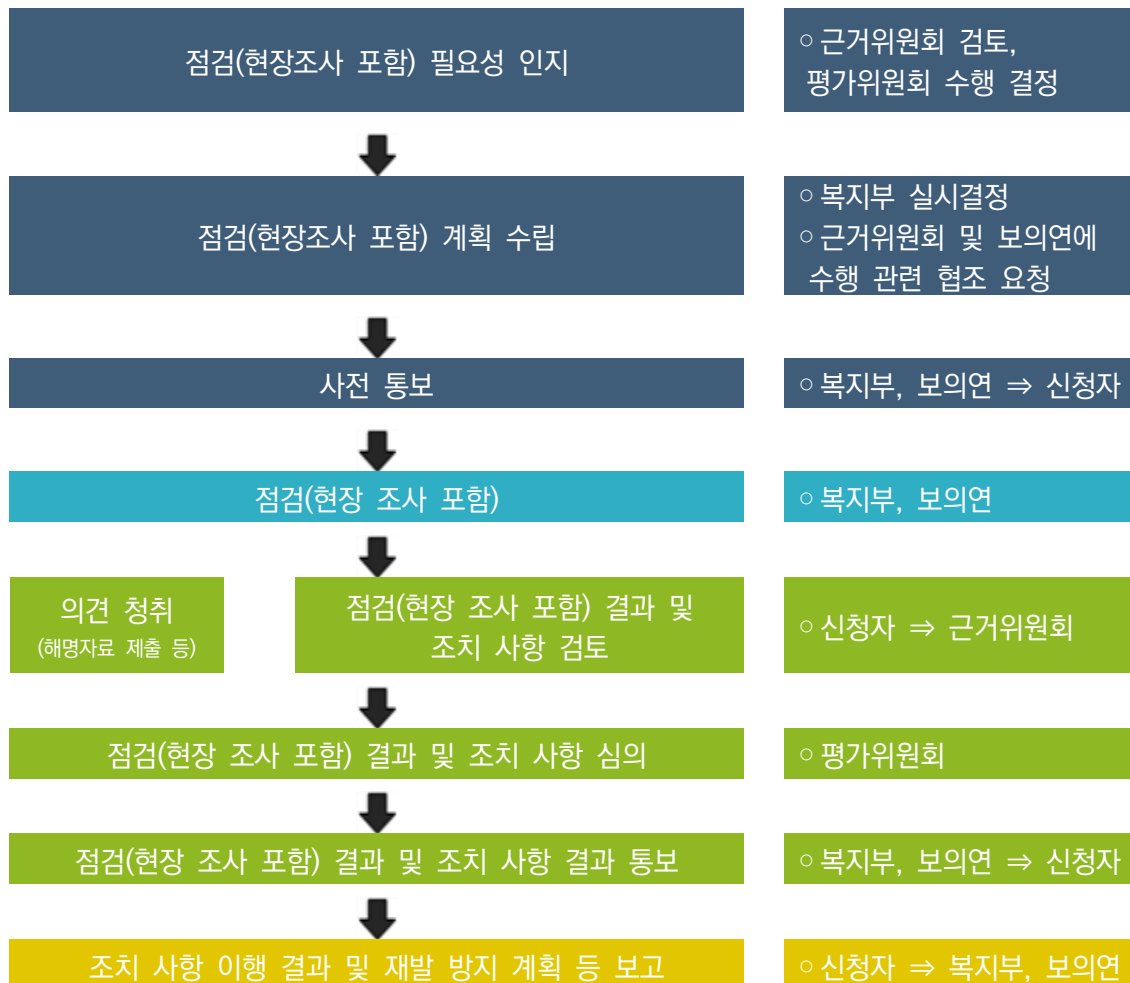 점검(현장조사 포함) 필요성 인지
○ 근거위원회 검토,
평가위원회 수행 결정
점검(현장조사 포함) 계획 수립
○ 복지부 실시결정
○ 근거위원회 및 보의연에
수행 관련 협조 요청
사전 통보
○ 복지부, 보의연 ⇒ 신청자
점검(현장 조사 포함)
○ 복지부, 보의연
의견 청취
(해명자료 제출 등)
점검(현장 조사 포함) 결과 및
조치 사항 검토
○ 신청자 ⇒ 근거위원회
점검(현장 조사 포함) 결과 및 조치 사항 심의
○ 평가위원회
점검(현장 조사 포함) 결과 및 조치 사항 결과 통보
○ 복지부, 보의연 ⇒ 신청자
조치 사항 이행 결과 및 재발 방지 계획 등 보고
○ 신청자 ⇒ 복지부, 보의연